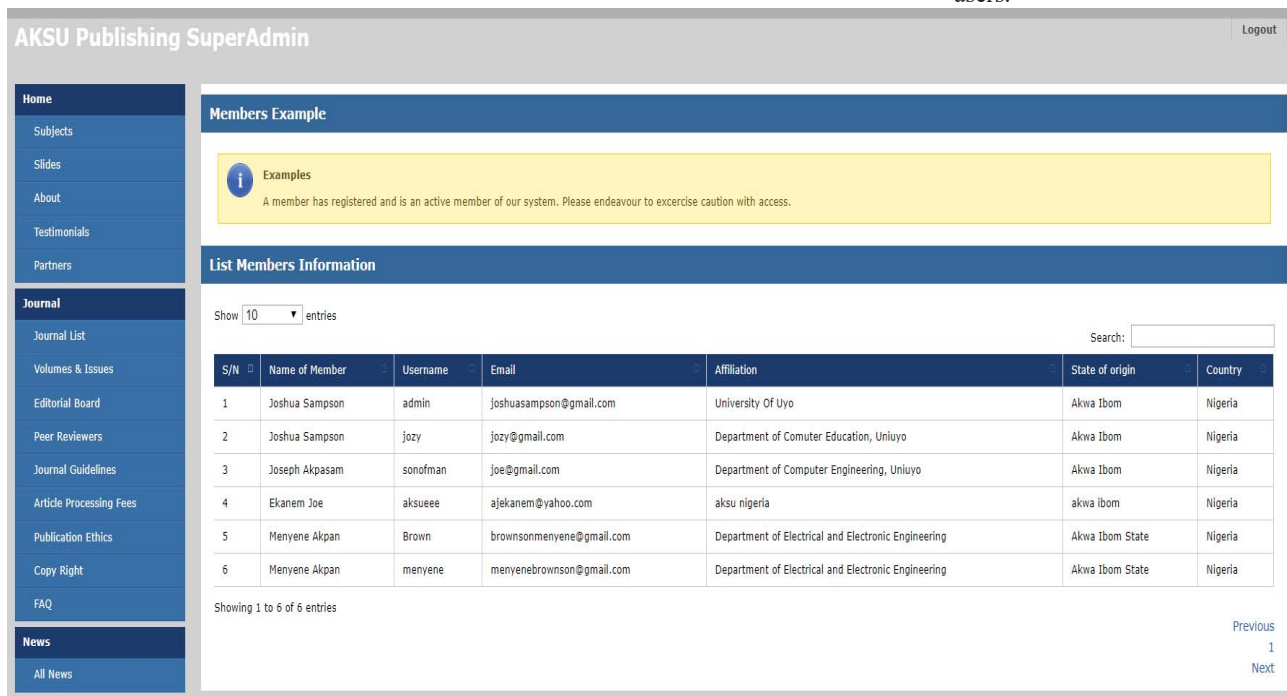 users.
AKSU Publishing SuperAdmin
Logout
Home
Subjects
Slides
About
Testimonials
Partners
Journal
Journal List
Volumes & Issues
Editorial Board
Peer Reviewers
Journal Guidelines
Article Processing Fees
Publication Ethics
Copy Right
FAQ
News
All News
Members Example
i
Examples
A member has registered and is an active member of our system. Please endeavour to excercise caution with access.
List Members Information
Show 10 entries
Search:
S/N Name of Member Username Email Affiliation State of origin Country
1 Joshua Sampson admin joshuasampson@gmail.com University Of Uyo Akwa Ibom Nigeria
2 Joshua Sampson jozy jozy@gmail.com Department of Comuter Education, Uniuyo Akwa Ibom Nigeria
3 Joseph Akpasam sonofman joe@gmail.com Department of Computer Engineering, Uniuyo Akwa Ibom Nigeria
4 Ekanem Joe aksueee ajekanem@yahoo.com aksu nigeria akwa ibom Nigeria
5 Menyene Akpan Brown brownsonmenyene@gmail.com Department of Electrical and Electronic Engineering Akwa Ibom State Nigeria
6 Menyene Akpan menyene menyenebrownson@gmail.com Department of Electrical and Electronic Engineering Akwa Ibom State Nigeria
Showing 1 to 6 of 6 entries
Previous
1
Next